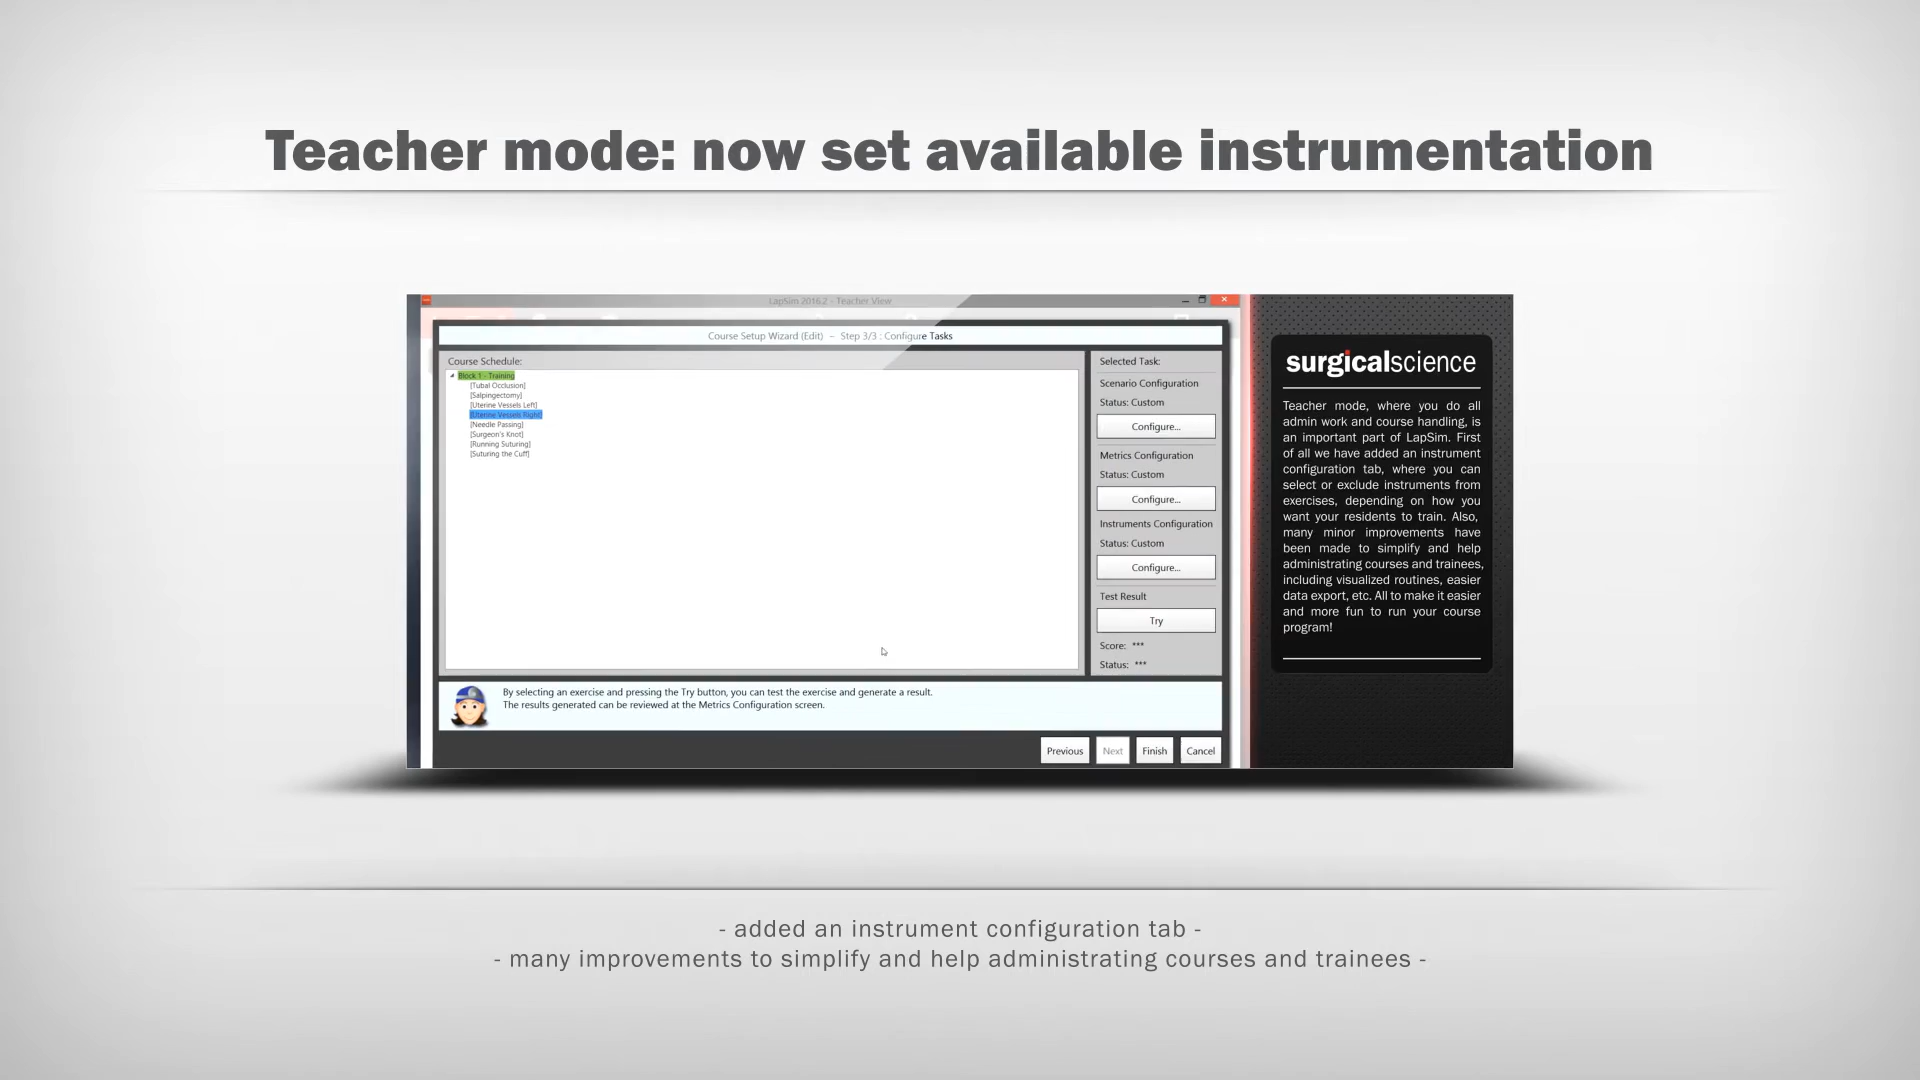 Teacher mode: now set available instrumentation
LapSim 2016.2 - Teacher View
Course Setup Wizard (Edit) – Step 3/3 : Configure Tasks
Course Schedule:
Block 1 - Training
[Tubal Occlusion]
[Salpingectomy]
[Uterine Vessels Left]
[Uterine Vessels Right]
[Needle Passing]
[Surgeon's Knot]
[Running Suturing]
[Suturing the Cuff]
Selected Task:
Scenario Configuration
Status: Custom
Configure...
Metrics Configuration
Status: Custom
Configure...
Instruments Configuration
Status: Custom
Configure...
Test Result
Try
Score: ***
Status: ***
By selecting an exercise and pressing the Try button, you can test the exercise and generate a result.
The results generated can be reviewed at the Metrics Configuration screen.
Previous Next Finish Cancel
surgicalscience
Teacher mode, where you do all
admin work and course handling, is
an important part of LapSim. First
of all we have added an instrument
configuration tab, where you can
select or exclude instruments from
exercises, depending on how you
want your residents to train. Also,
many minor improvements have
been made to simplify and help
administrating courses and trainees,
including visualized routines, easier
data export, etc. All to make it easier
and more fun to run your course
program!
- added an instrument configuration tab -
- many improvements to simplify and help administrating courses and trainees -